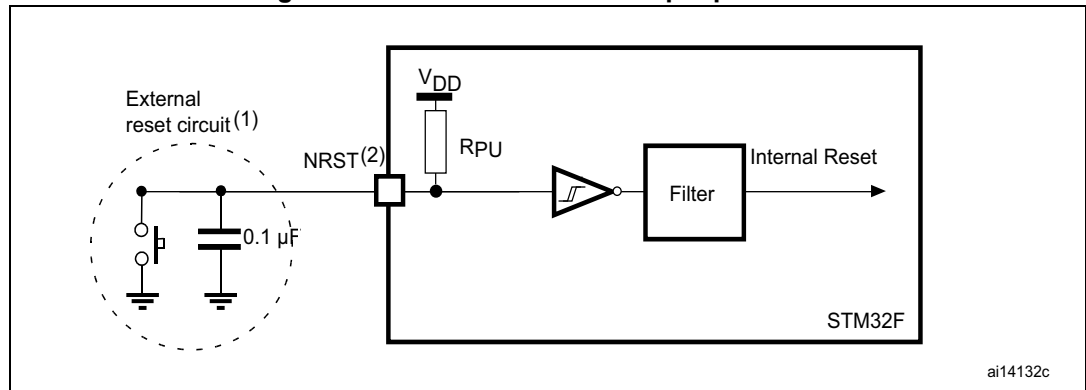 VDD
External
reset circuit(1)
NRST(2)
RPU
Internal Reset
Filter
0.1 μF
STM32F
ai14132c